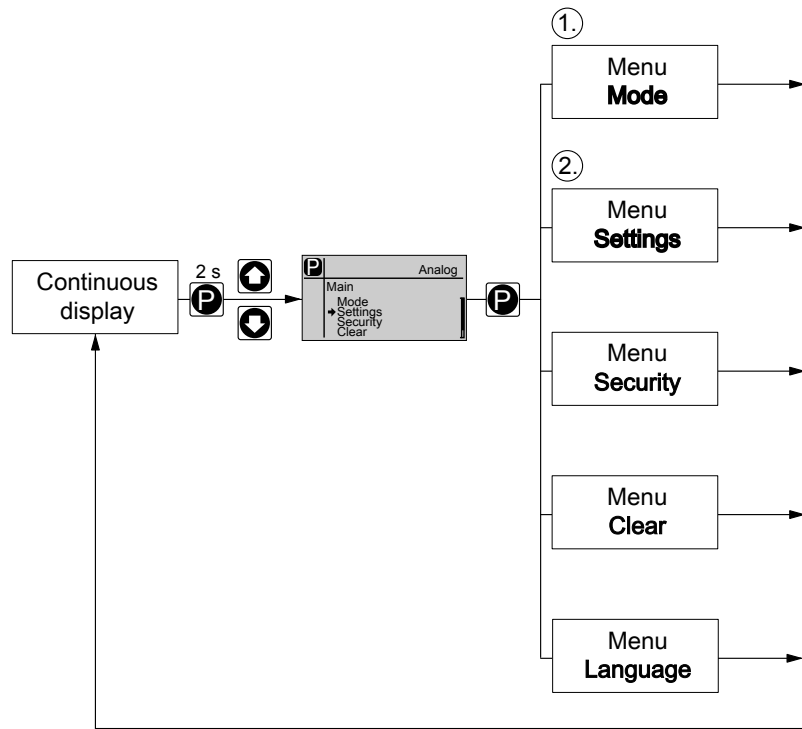 1.
Menu
Mode
2.
Menu
Settings
Continuous
display
2 s
P
P
Analog
Main
Mode
Settings
Security
Clear
P
Menu
Security
Menu
Clear
Menu
Language